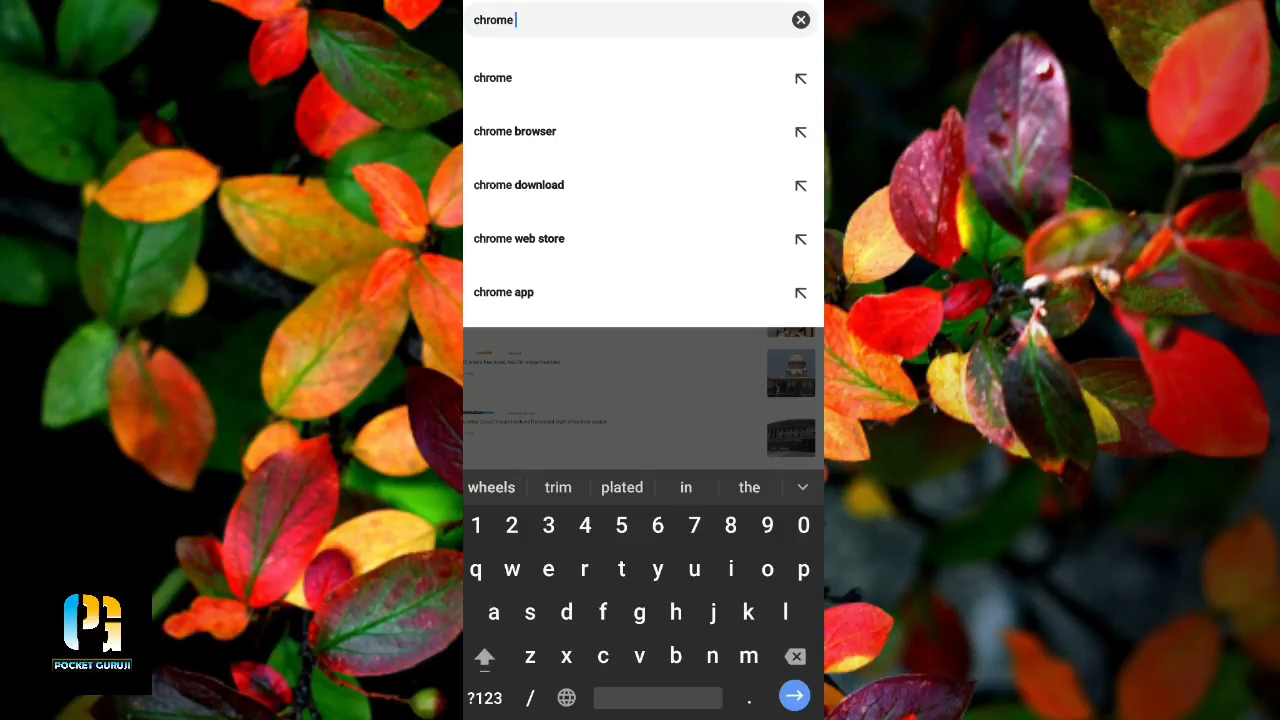 chrome
chrome
chrome browser
chrome download
chrome web store
chrome app
wheels trim plated in the
1 2 3 4 5 6 7 8 9 0
q w e r t y u i o p
a s d f g h j k l
z x c v b n m
?123 / .
PG
POCKET GURUJI